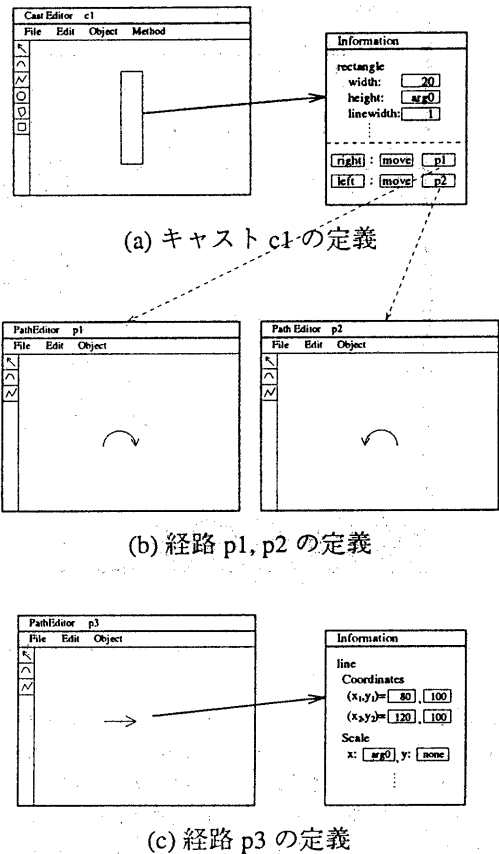 Cast Editor c1
File Edit Object Method
Information
rectangle
width: 20
height: arg0
linewidth: 1
right : move p1
left : move p2
(a) キャスト c1 の定義
PathEditor p1
File Edit Object
Path Editor p2
File Edit Object
(b) 経路 p1, p2 の定義
PathEditor p3
File Edit Object
Information
line
Coordinates
(x₁,y₁)= 80 , 100
(x₂,y₂)= 120 , 100
Scale
x: arg0 , y: none
(c) 経路 p3 の定義